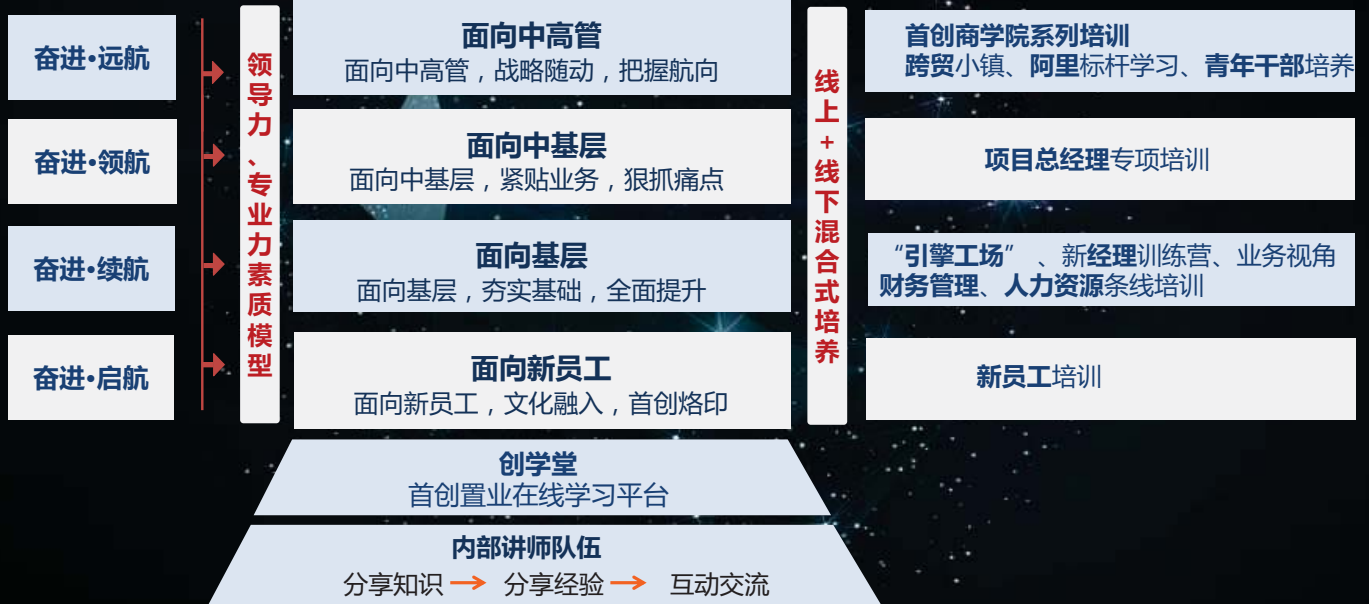 奋进·远航
领导力、专业力素质模型
面向中高管
面向中高管，战略随动，把握航向
线上+线下混合式培养
首创商学院系列培训
跨贸小镇、阿里标杆学习、青年干部培养
奋进·领航
面向中基层
面向中基层，紧贴业务，狠抓痛点
项目总经理专项培训
奋进·续航
面向基层
面向基层，夯实基础，全面提升
“引擎工场”、新经理训练营、业务视角
财务管理、人力资源条线培训
奋进·启航
面向新员工
面向新员工，文化融入，首创烙印
新员工培训
创学堂
首创置业在线学习平台
内部讲师队伍
分享知识→分享经验→互动交流